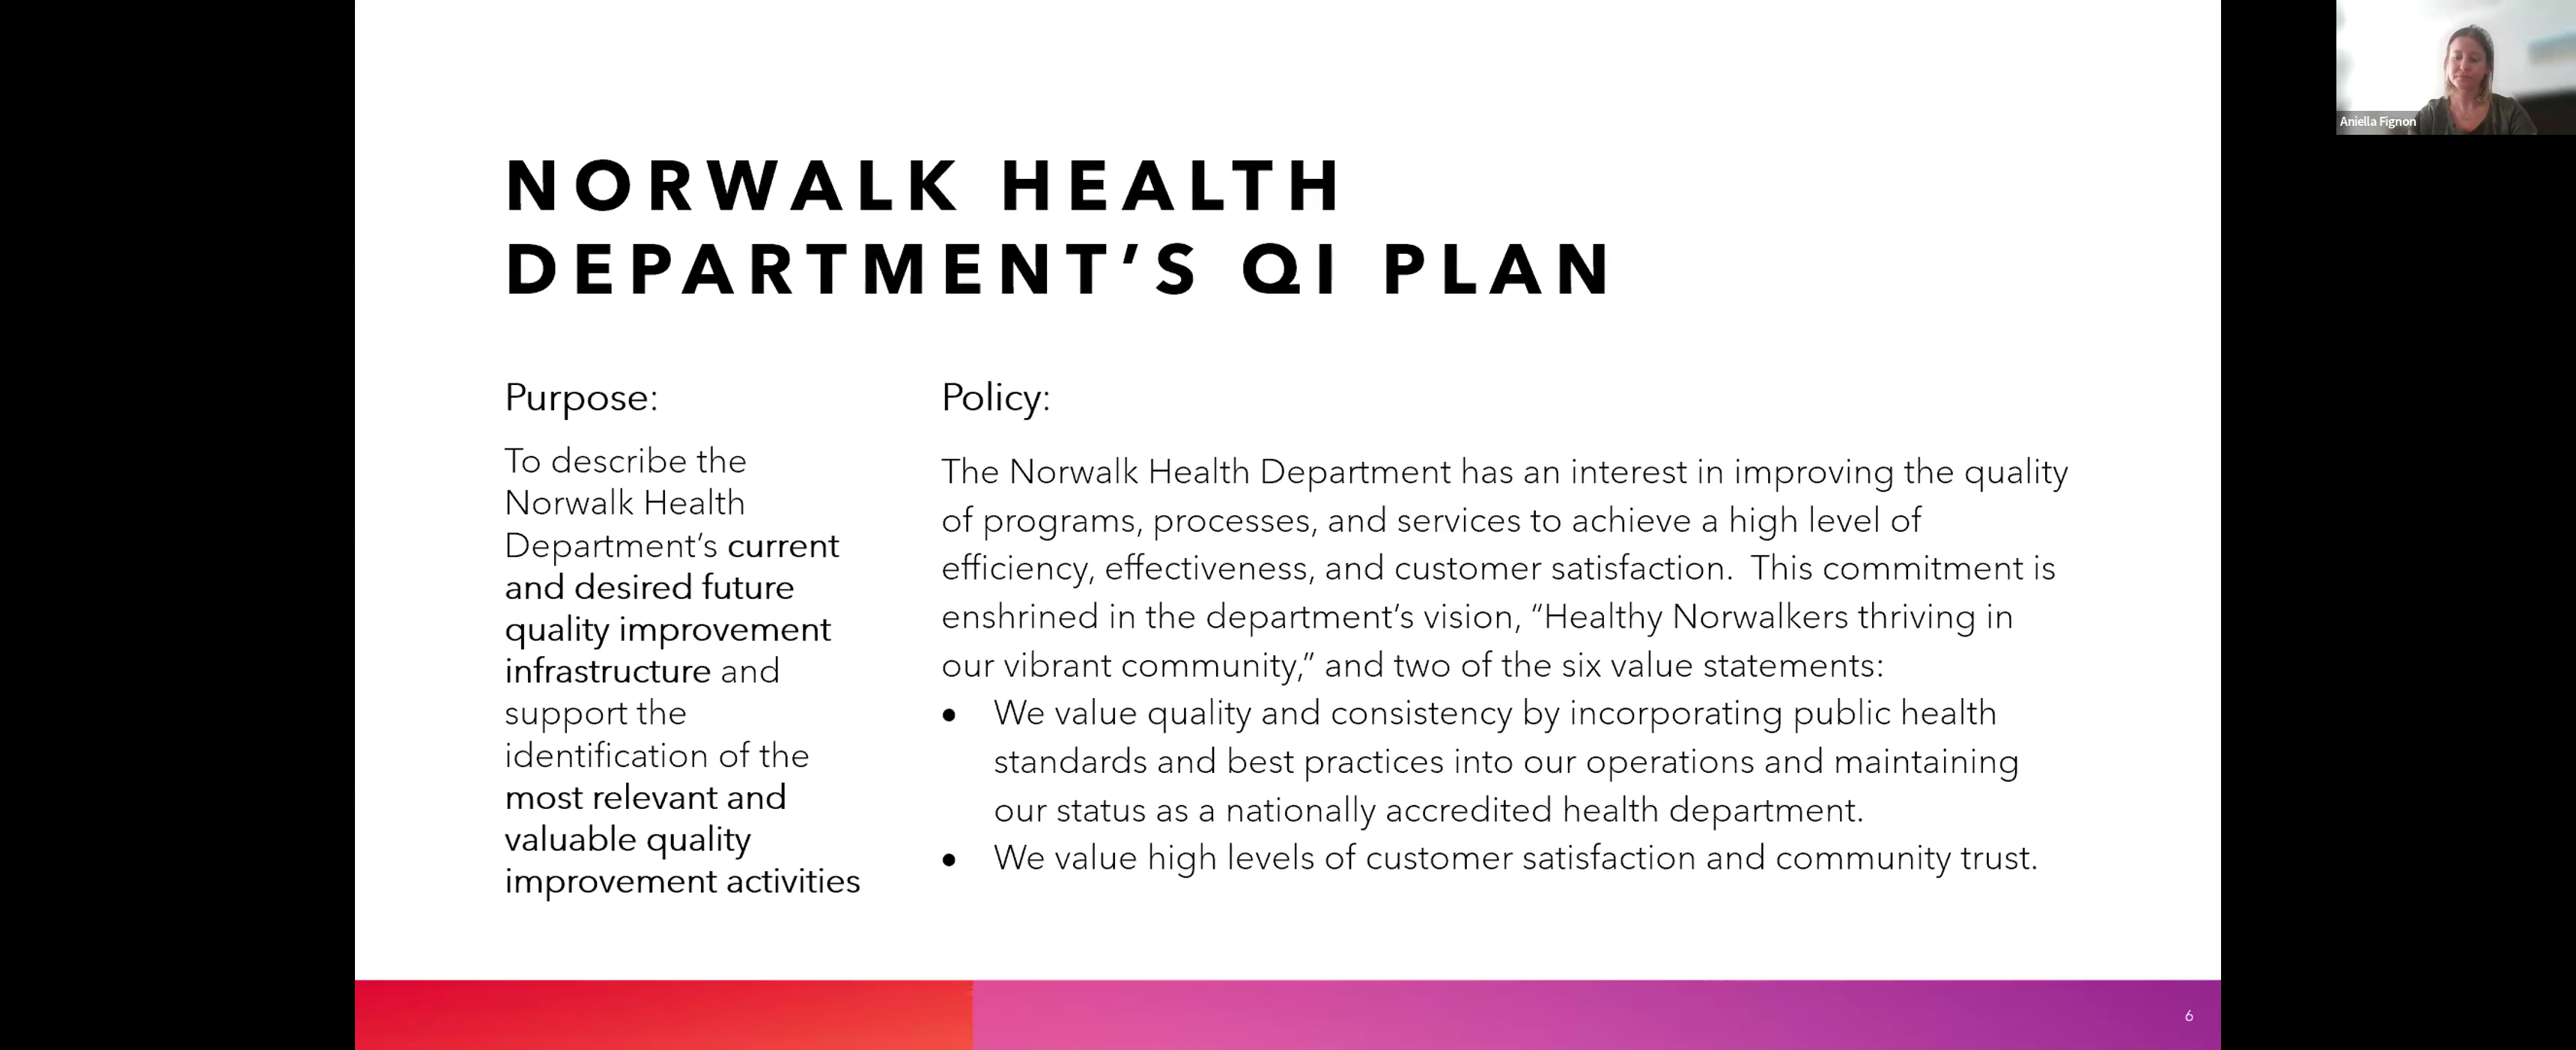 NORWALK HEALTH
DEPARTMENT’S QI PLAN
Purpose:
To describe the
Norwalk Health
Department’s current
and desired future
quality improvement
infrastructure and
support the
identification of the
most relevant and
valuable quality
improvement activities
Policy:
The Norwalk Health Department has an interest in improving the quality
of programs, processes, and services to achieve a high level of
efficiency, effectiveness, and customer satisfaction.  This commitment is
enshrined in the department’s vision, “Healthy Norwalkers thriving in
our vibrant community,” and two of the six value statements:
● We value quality and consistency by incorporating public health
standards and best practices into our operations and maintaining
our status as a nationally accredited health department.
● We value high levels of customer satisfaction and community trust.
6
Aniella Fignon